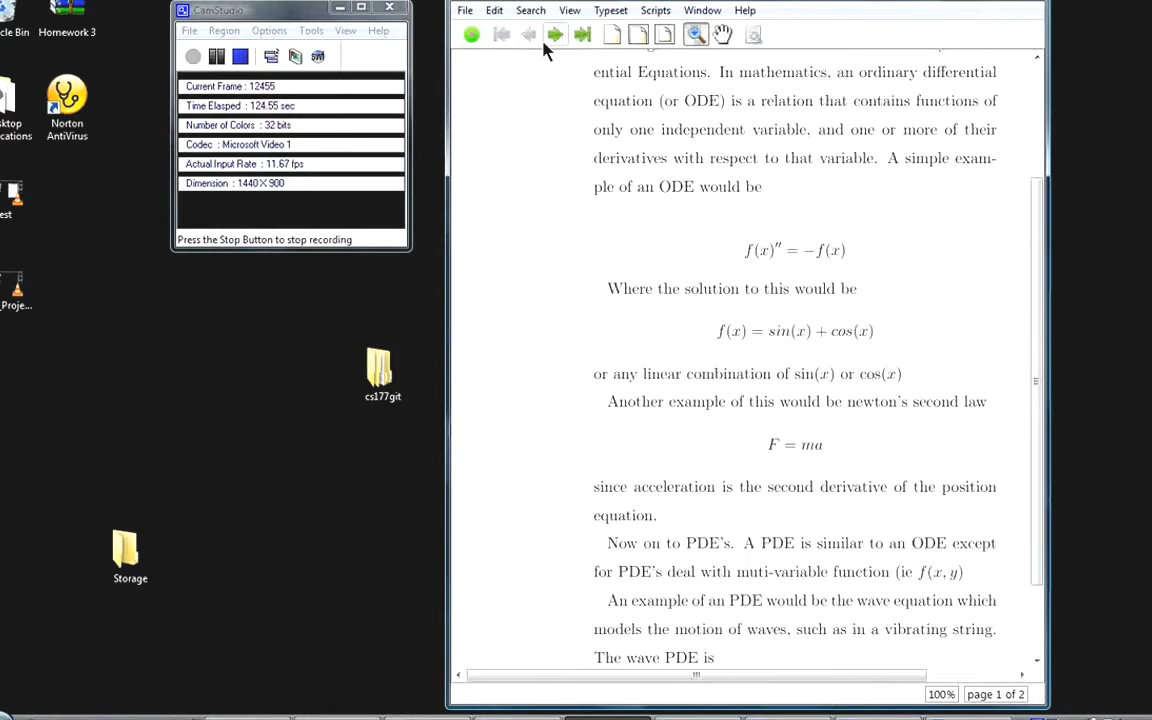 cle Bin
Homework 3
Norton
AntiVirus
esktop
ications
est
_Proje...
cs177git
Storage
CamStudio
File Region Options Tools View Help
Current Frame : 12455
Time Elasped : 124.55 sec
Number of Colors : 32 bits
Codec : Microsoft Video 1
Actual Input Rate : 11.67 fps
Dimension : 1440 X 900
Press the Stop Button to stop recording
File Edit Search View Typeset Scripts Window Help
ential Equations. In mathematics, an ordinary differential
equation (or ODE) is a relation that contains functions of
only one independent variable, and one or more of their
derivatives with respect to that variable. A simple exam-
ple of an ODE would be
f(x)″ = −f(x)
Where the solution to this would be
f(x) = sin(x) + cos(x)
or any linear combination of sin(x) or cos(x)
Another example of this would be newton's second law
F = ma
since acceleration is the second derivative of the position
equation.
Now on to PDE's. A PDE is similar to an ODE except
for PDE's deal with muti-variable function (ie f(x, y)
An example of an PDE would be the wave equation which
models the motion of waves, such as in a vibrating string.
The wave PDE is
100% page 1 of 2